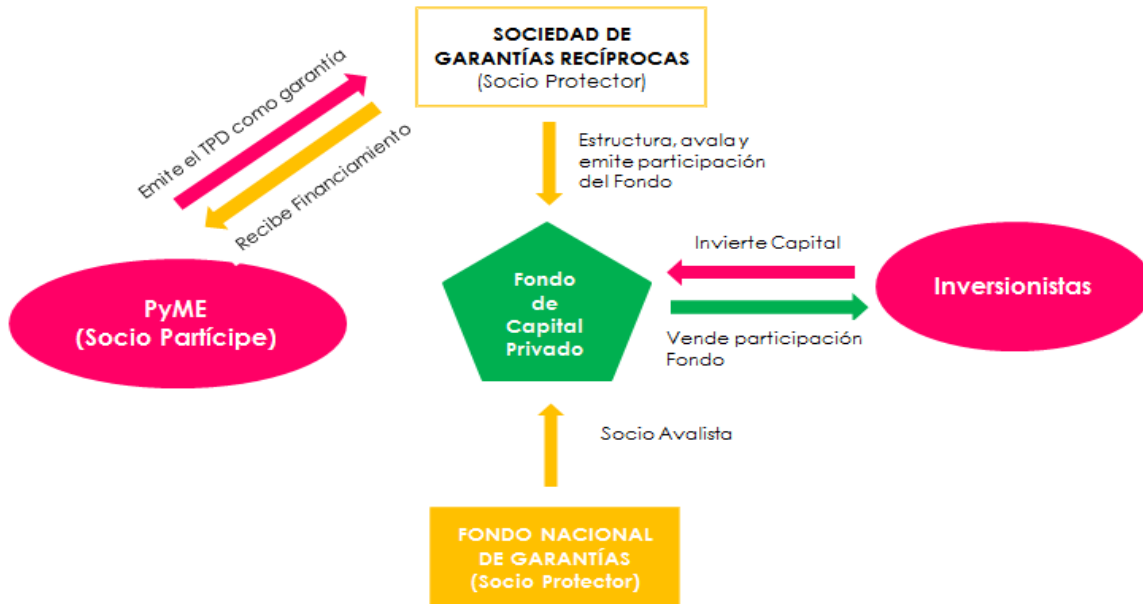 SOCIEDAD DE
GARANTÍAS RECÍPROCAS
(Socio Protector)
Emite el TPD como garantía
Recibe Financiamiento
Estructura, avala y
emite participación
del Fondo
PyME
(Socio Partícipe)
Fondo
de
Capital
Privado
Invierte Capital
Vende participación
Fondo
Inversionistas
Socio Avalista
FONDO NACIONAL
DE GARANTÍAS
(Socio Protector)